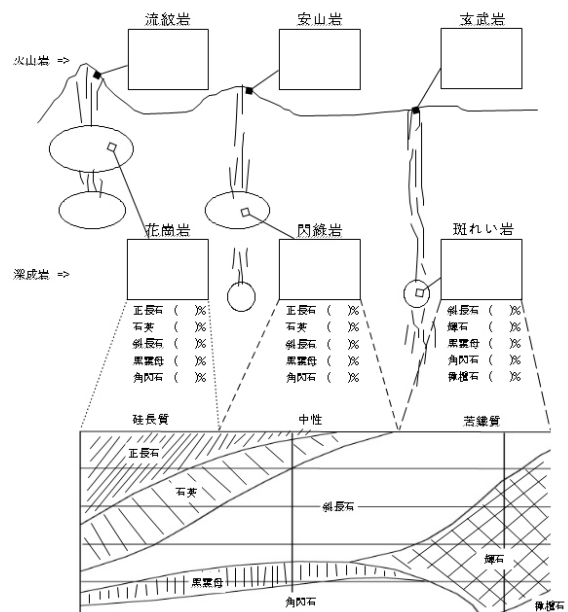 流紋岩 安山岩 玄武岩
火山岩 =>
花崗岩 閃緑岩 斑れい岩
深成岩 =>
正長石 ( )% 正長石 ( )% 斜長石 ( )%
石英 ( )% 石英 ( )% 輝石 ( )%
斜長石 ( )% 斜長石 ( )% 黒雲母 ( )%
黒雲母 ( )% 黒雲母 ( )% 角閃石 ( )%
角閃石 ( )% 角閃石 ( )% 橄欖石 ( )%
硅長質 中性 苦鐵質
正長石
石英
斜長石
輝石
黒雲母
角閃石
橄欖石